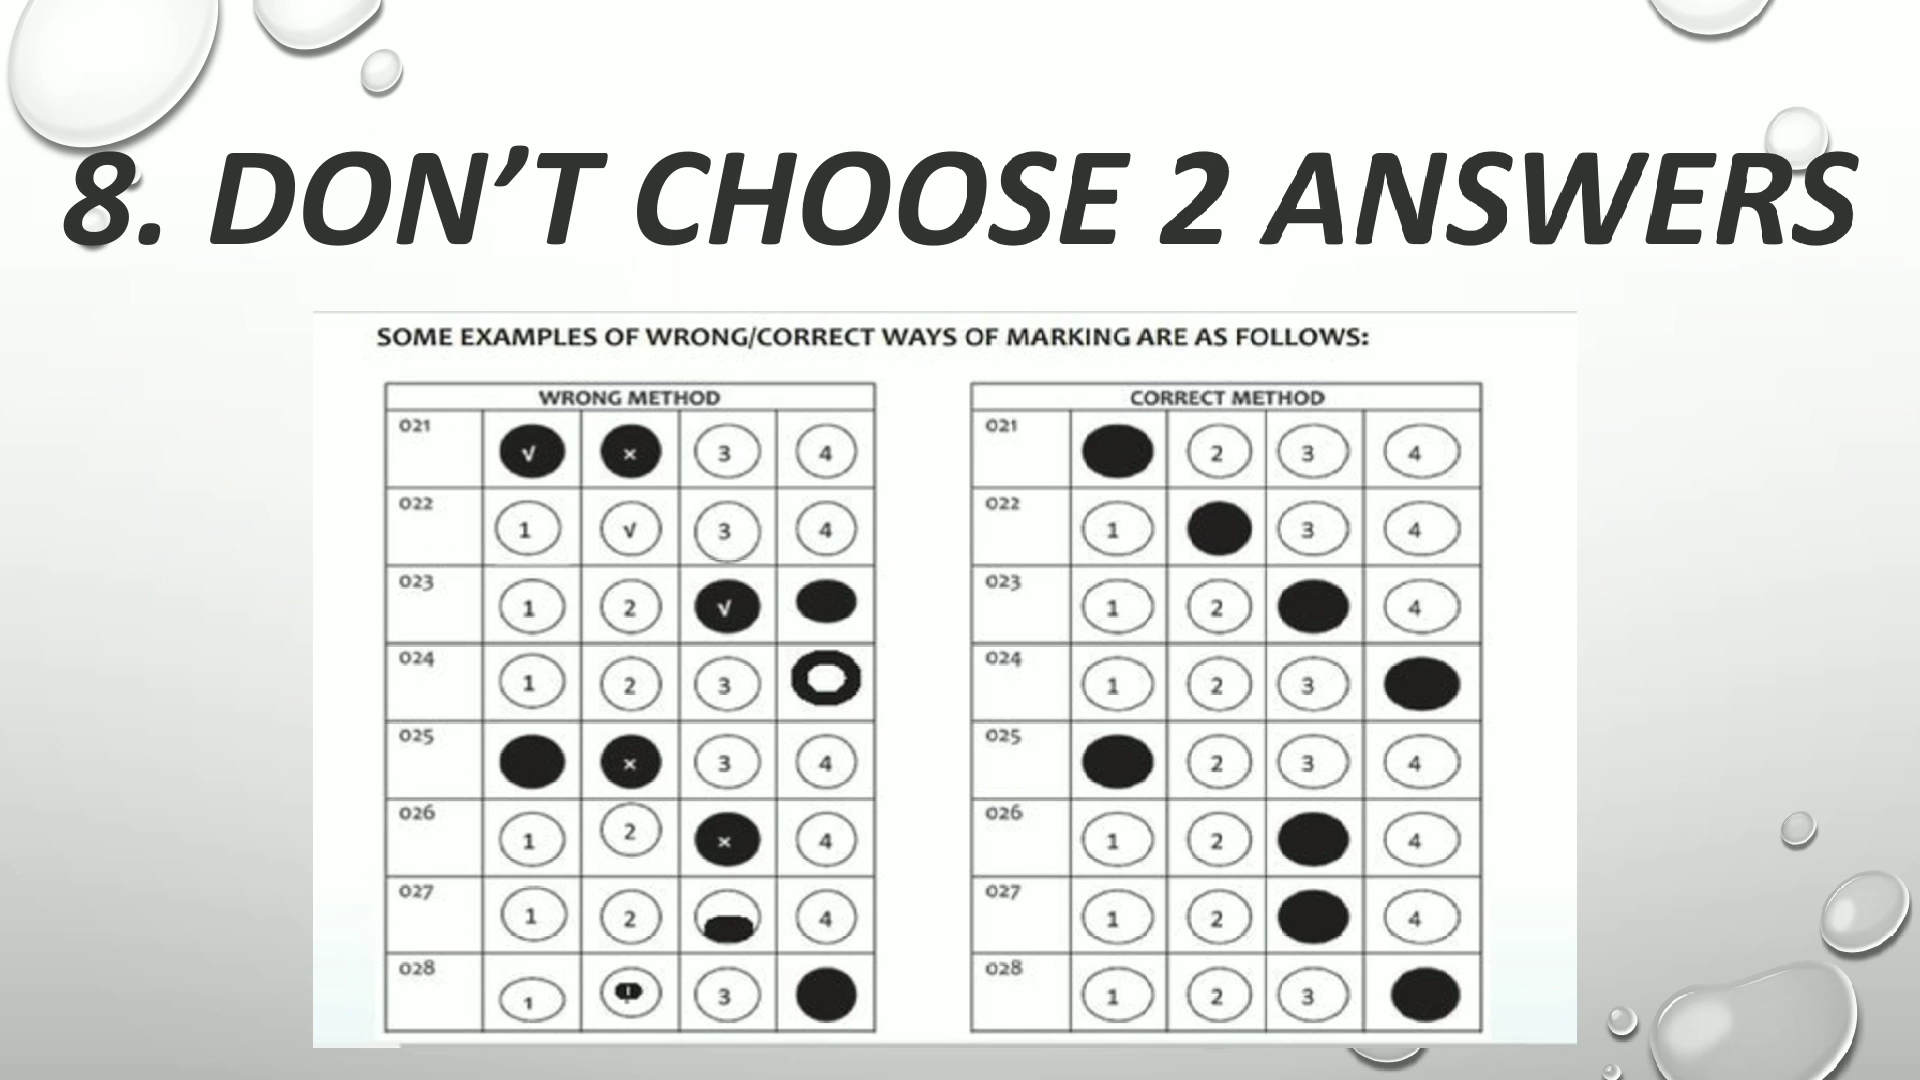 8. DON’T CHOOSE 2 ANSWERS
SOME EXAMPLES OF WRONG/CORRECT WAYS OF MARKING ARE AS FOLLOWS:
WRONG METHOD
021 √ × 3 4
022 1 √ 3 4
023 1 2 √
024 1 2 3
025 × 3 4
026 1 2 × 4
027 1 2 4
028 1 3
CORRECT METHOD
021 2 3 4
022 1 3 4
023 1 2 4
024 1 2 3
025 2 3 4
026 1 2 4
027 1 2 4
028 1 2 3